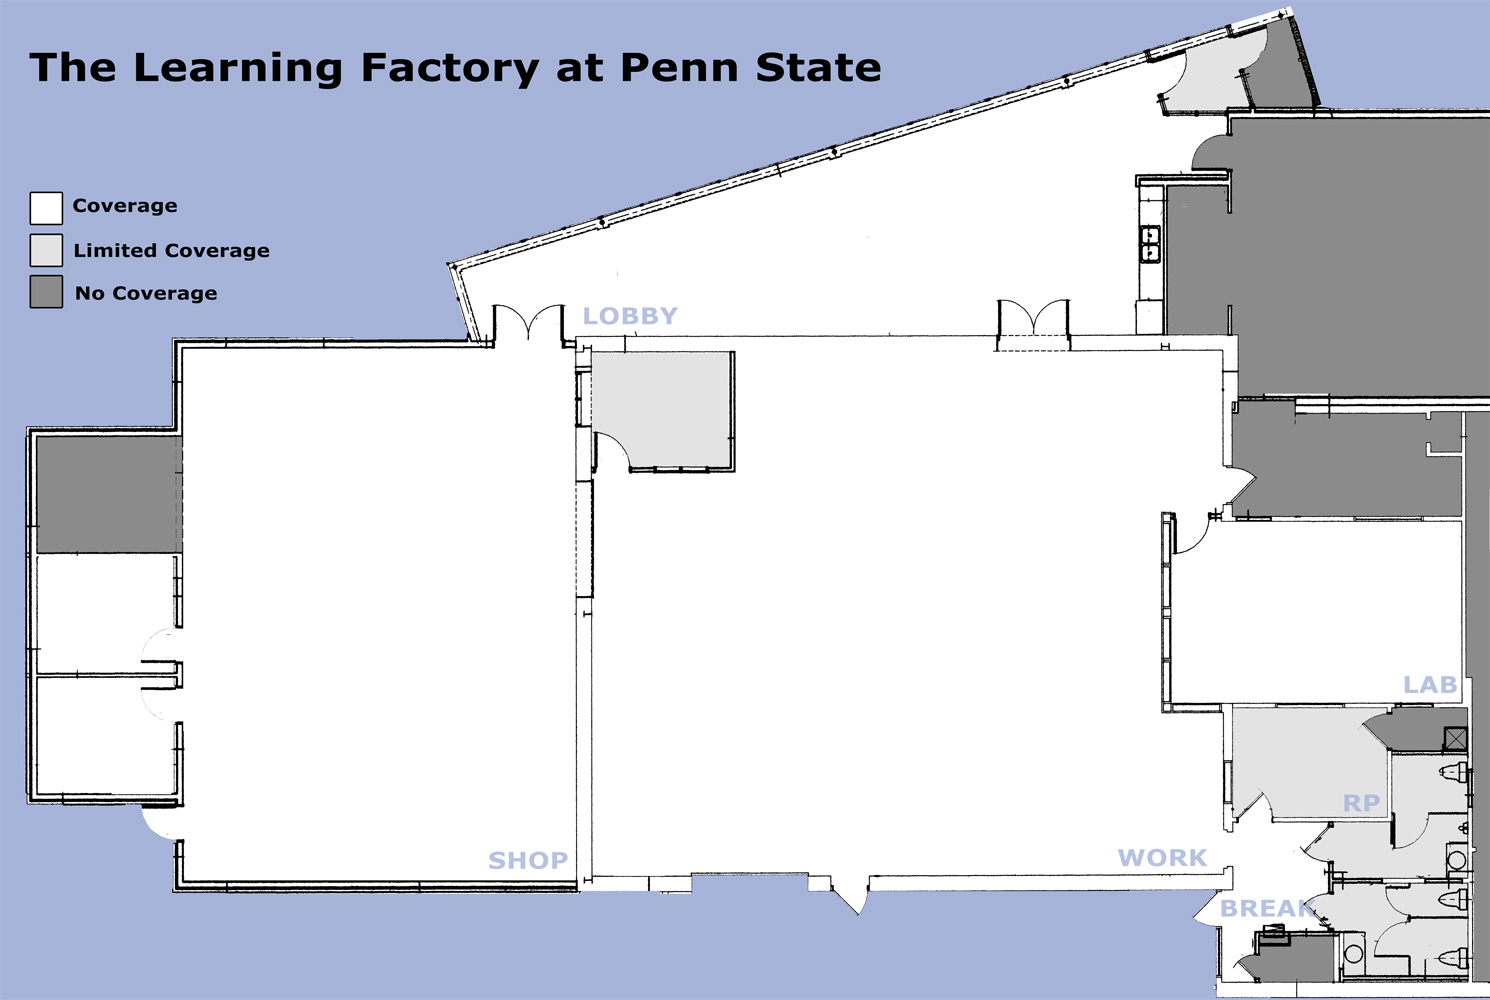 The Learning Factory at Penn State
Coverage
Limited Coverage
No Coverage
LOBBY
LAB
RP
SHOP
WORK
BREAK